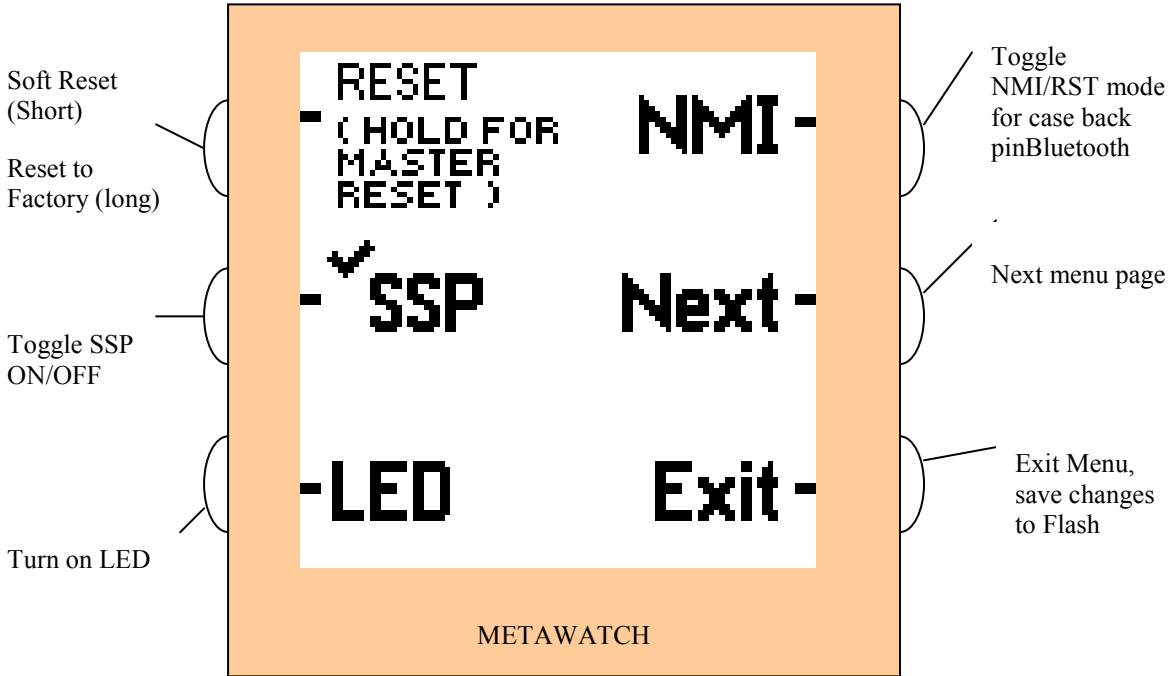 Soft Reset
(Short)
Reset to
Factory (long)
Toggle SSP
ON/OFF
Turn on LED
RESET
( HOLD FOR
MASTER
RESET )
SSP
LED
NMI
Next
Exit
METAWATCH
Toggle
NMI/RST mode
for case back
pinBluetooth
Next menu page
Exit Menu,
save changes
to Flash